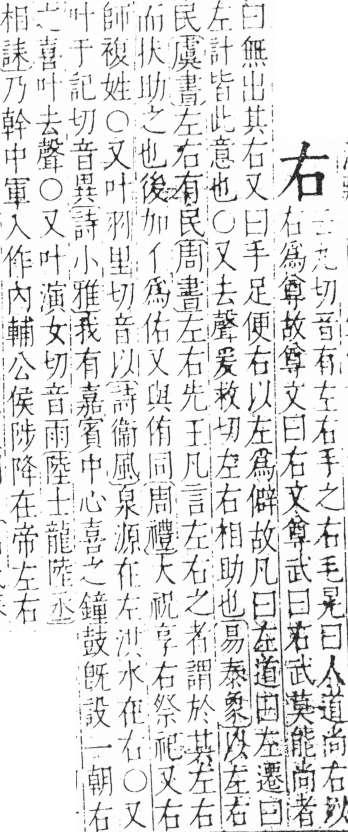 右
云九切音有左右手之右毛晃曰人道尚右以
右爲尊故尊文曰右文尊武曰右武莫能尚者
曰無出其右又曰手足便右以左爲僻故凡曰左道曰左遷曰
左計皆此意也○又去聲爰救切左右相助也易泰象以左右
民虞書左右有民周書左右先王凡言左右之者謂於其左右
而扶助之也後加亻爲佑又與侑同周禮大祝享右祭祀又右
師複姓○又叶羽里切音以詩衞風泉源在左淇水在右○又
叶于記切音異詩小雅我有嘉賓中心喜之鐘鼓旣設一朝右
之喜叶去聲○又叶演女切音雨陸士龍陸丞
相誄乃幹中軍入作內輔公侯陟降在帝左右